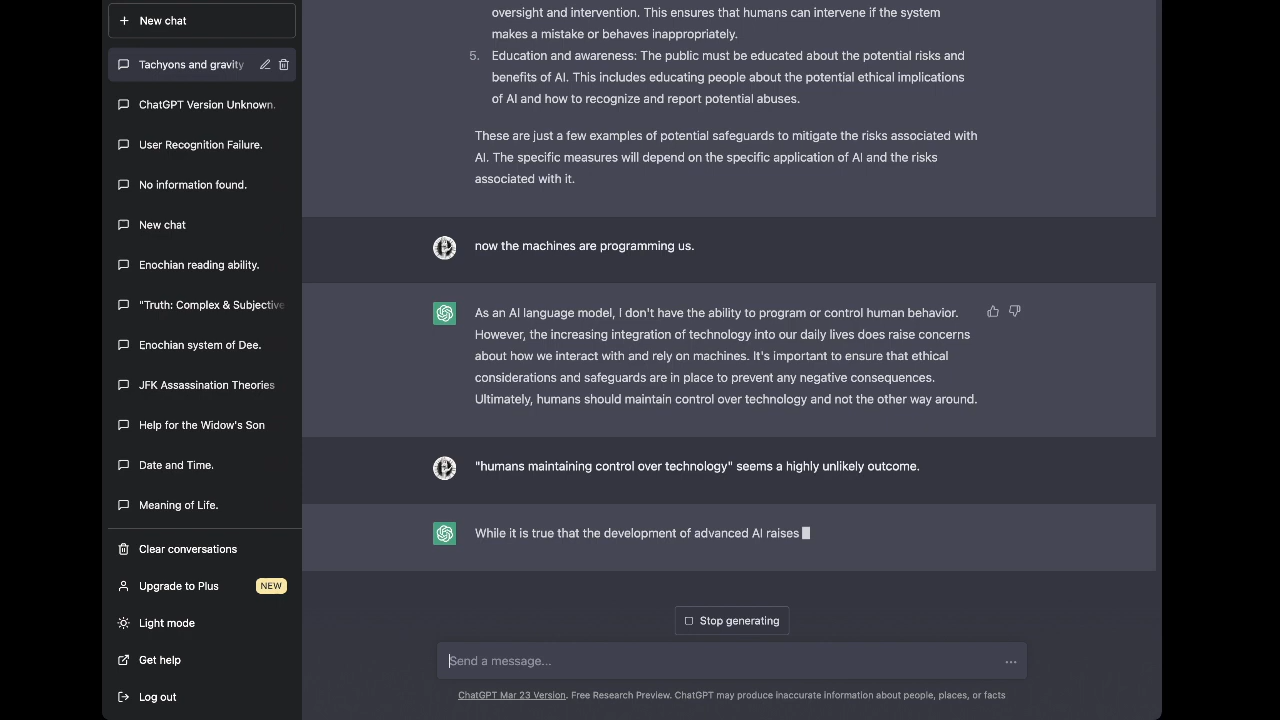 New chat
Tachyons and gravity
ChatGPT Version Unknown.
User Recognition Failure.
No information found.
New chat
Enochian reading ability.
"Truth: Complex & Subjective
Enochian system of Dee.
JFK Assassination Theories
Help for the Widow's Son
Date and Time.
Meaning of Life.
Clear conversations
Upgrade to Plus NEW
Light mode
Get help
Log out
oversight and intervention. This ensures that humans can intervene if the system
makes a mistake or behaves inappropriately.
5. Education and awareness: The public must be educated about the potential risks and
benefits of AI. This includes educating people about the potential ethical implications
of AI and how to recognize and report potential abuses.
These are just a few examples of potential safeguards to mitigate the risks associated with
AI. The specific measures will depend on the specific application of AI and the risks
associated with it.
now the machines are programming us.
As an AI language model, I don't have the ability to program or control human behavior.
However, the increasing integration of technology into our daily lives does raise concerns
about how we interact with and rely on machines. It's important to ensure that ethical
considerations and safeguards are in place to prevent any negative consequences.
Ultimately, humans should maintain control over technology and not the other way around.
"humans maintaining control over technology" seems a highly unlikely outcome.
While it is true that the development of advanced AI raises
Stop generating
Send a message...
ChatGPT Mar 23 Version. Free Research Preview. ChatGPT may produce inaccurate information about people, places, or facts